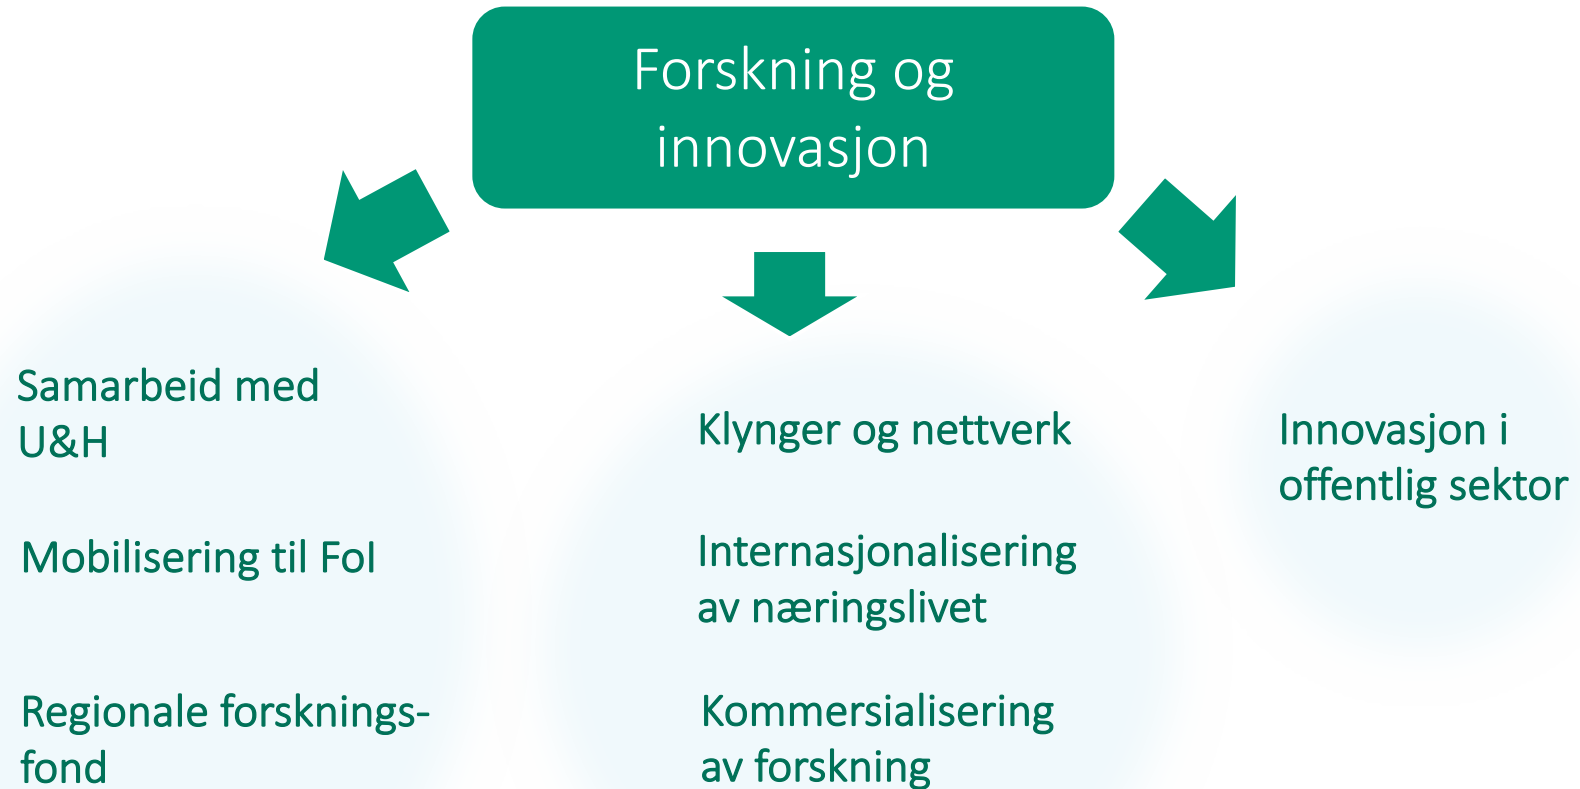 Forskning og
innovasjon
Samarbeid med
U&H
Mobilisering til FoI
Regionale forsknings-
fond
Klynger og nettverk
Internasjonalisering
av næringslivet
Kommersialisering
av forskning
Innovasjon i
offentlig sektor